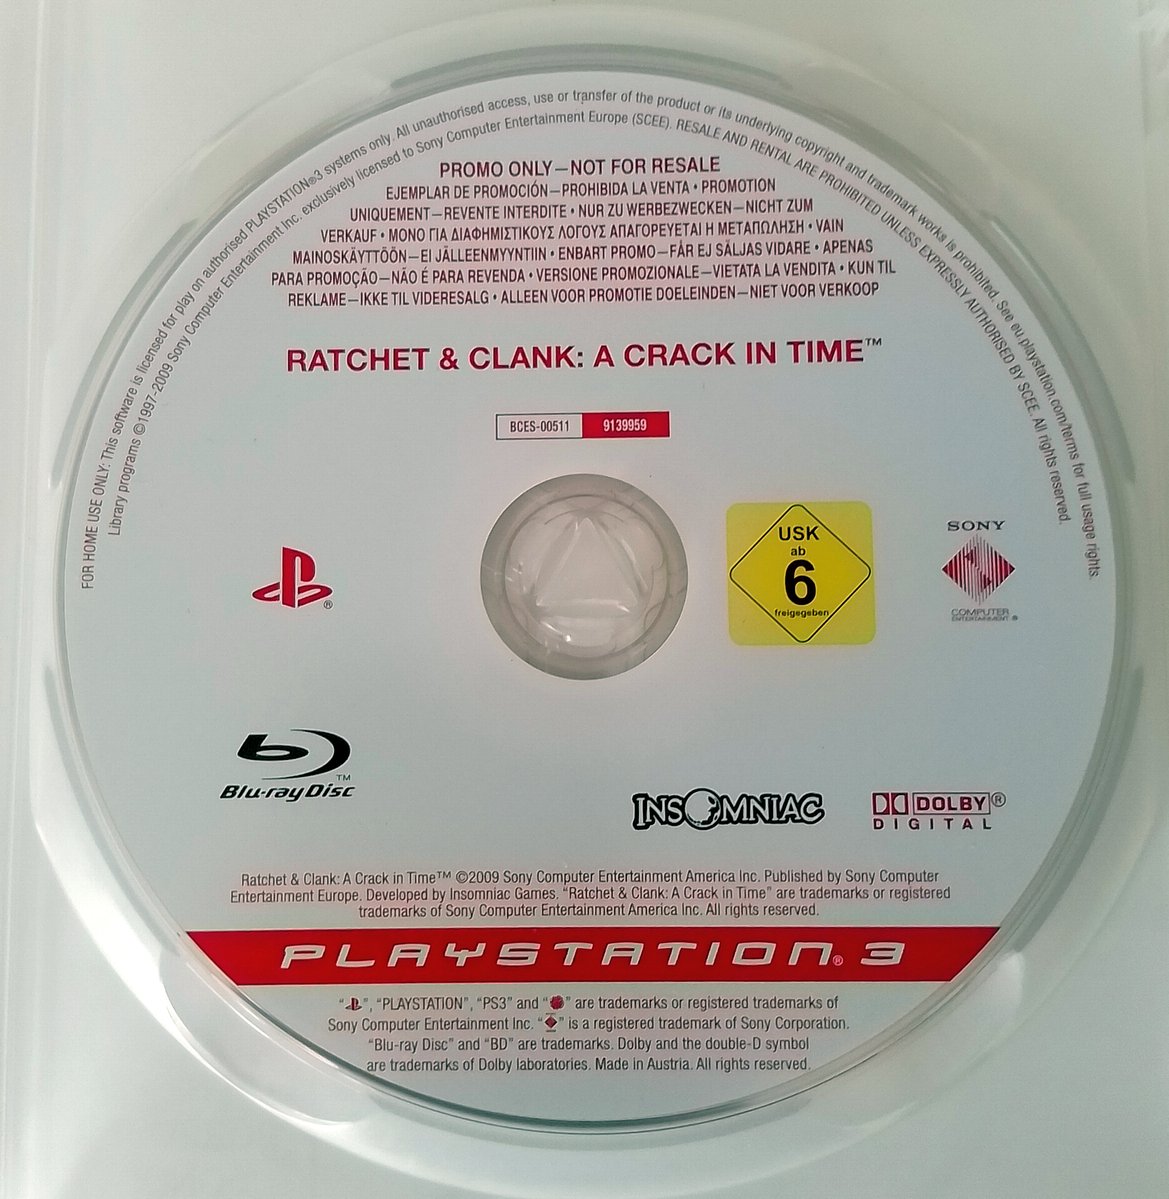 FOR HOME USE ONLY: This software is licensed for play on authorised PLAYSTATION®3 systems only. All unauthorised access, use or transfer of the product or its underlying copyright and trademark works is prohibited. See eu.playstation.com/terms for full usage rights.
Library programs ©1997-2009 Sony Computer Entertainment Inc. exclusively licensed to Sony Computer Entertainment Europe (SCEE). RESALE AND RENTAL ARE PROHIBITED UNLESS EXPRESSLY AUTHORISED BY SCEE. All rights reserved.
PROMO ONLY—NOT FOR RESALE
EJEMPLAR DE PROMOCIÓN—PROHIBIDA LA VENTA • PROMOTION
UNIQUEMENT—REVENTE INTERDITE • NUR ZU WERBEZWECKEN—NICHT ZUM
VERKAUF • ΜΟΝΟ ΓΙΑ ΔΙΑΦΗΜΙΣΤΙΚΟΥΣ ΛΟΓΟΥΣ ΑΠΑΓΟΡΕΥΕΤΑΙ Η ΜΕΤΑΠΩΛΗΣΗ • VAIN
MAINOSKÄYTTÖÖN—EI JÄLLEENMYYNTIIN • ENBART PROMO—FÅR EJ SÄLJAS VIDARE • APENAS
PARA PROMOÇÃO—NÃO É PARA REVENDA • VERSIONE PROMOZIONALE—VIETATA LA VENDITA • KUN TIL
REKLAME—IKKE TIL VIDERESALG • ALLEEN VOOR PROMOTIE DOELEINDEN—NIET VOOR VERKOOP
RATCHET & CLANK: A CRACK IN TIME™
BCES-00511 9139959
USK
ab
6
freigegeben
SONY
COMPUTER
ENTERTAINMENT ®
®
Blu-ray Disc™
INSOMNIAC
DOLBY®
DIGITAL
Ratchet & Clank: A Crack in Time™ ©2009 Sony Computer Entertainment America Inc. Published by Sony Computer
Entertainment Europe. Developed by Insomniac Games. “Ratchet & Clank: A Crack in Time” are trademarks or registered
trademarks of Sony Computer Entertainment America Inc. All rights reserved.
PLAYSTATION®3
“ ”, “PLAYSTATION”, “PS3” and “ ” are trademarks or registered trademarks of
Sony Computer Entertainment Inc. “ ” is a registered trademark of Sony Corporation.
“Blu-ray Disc” and “BD” are trademarks. Dolby and the double-D symbol
are trademarks of Dolby laboratories. Made in Austria. All rights reserved.